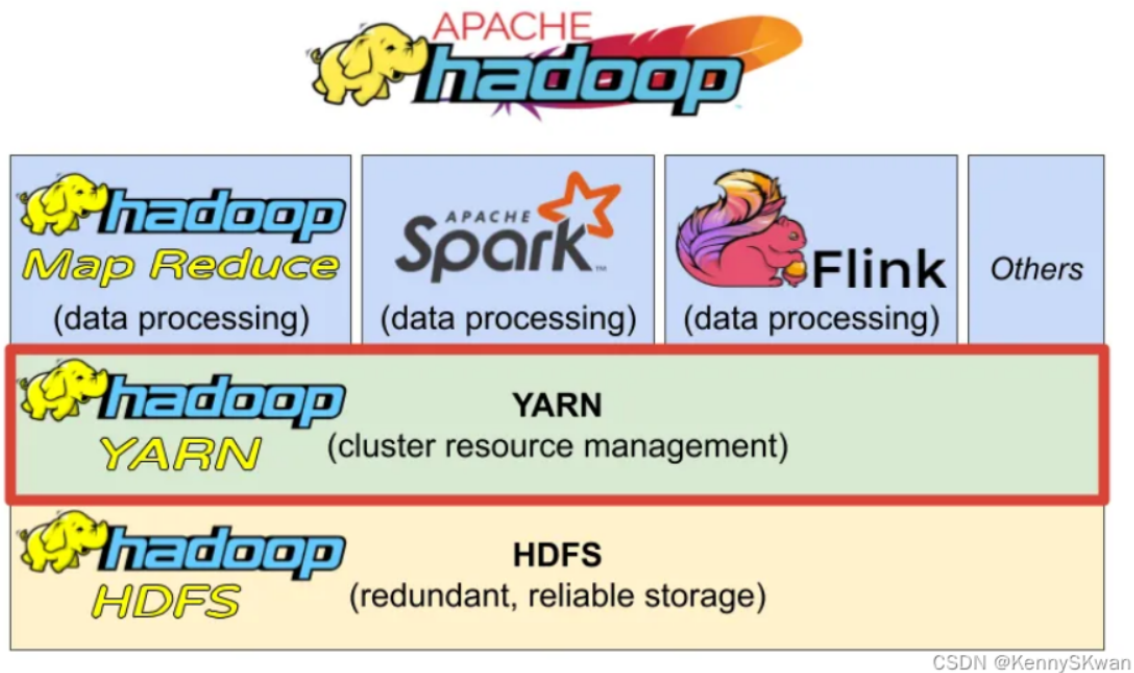 APACHE
hadoop
hadoop
Map Reduce
(data processing)
APACHE
Spark™
(data processing)
Flink
(data processing)
Others
hadoop
YARN
YARN
(cluster resource management)
hadoop
HDFS
HDFS
(redundant, reliable storage)
CSDN @KennySKwan